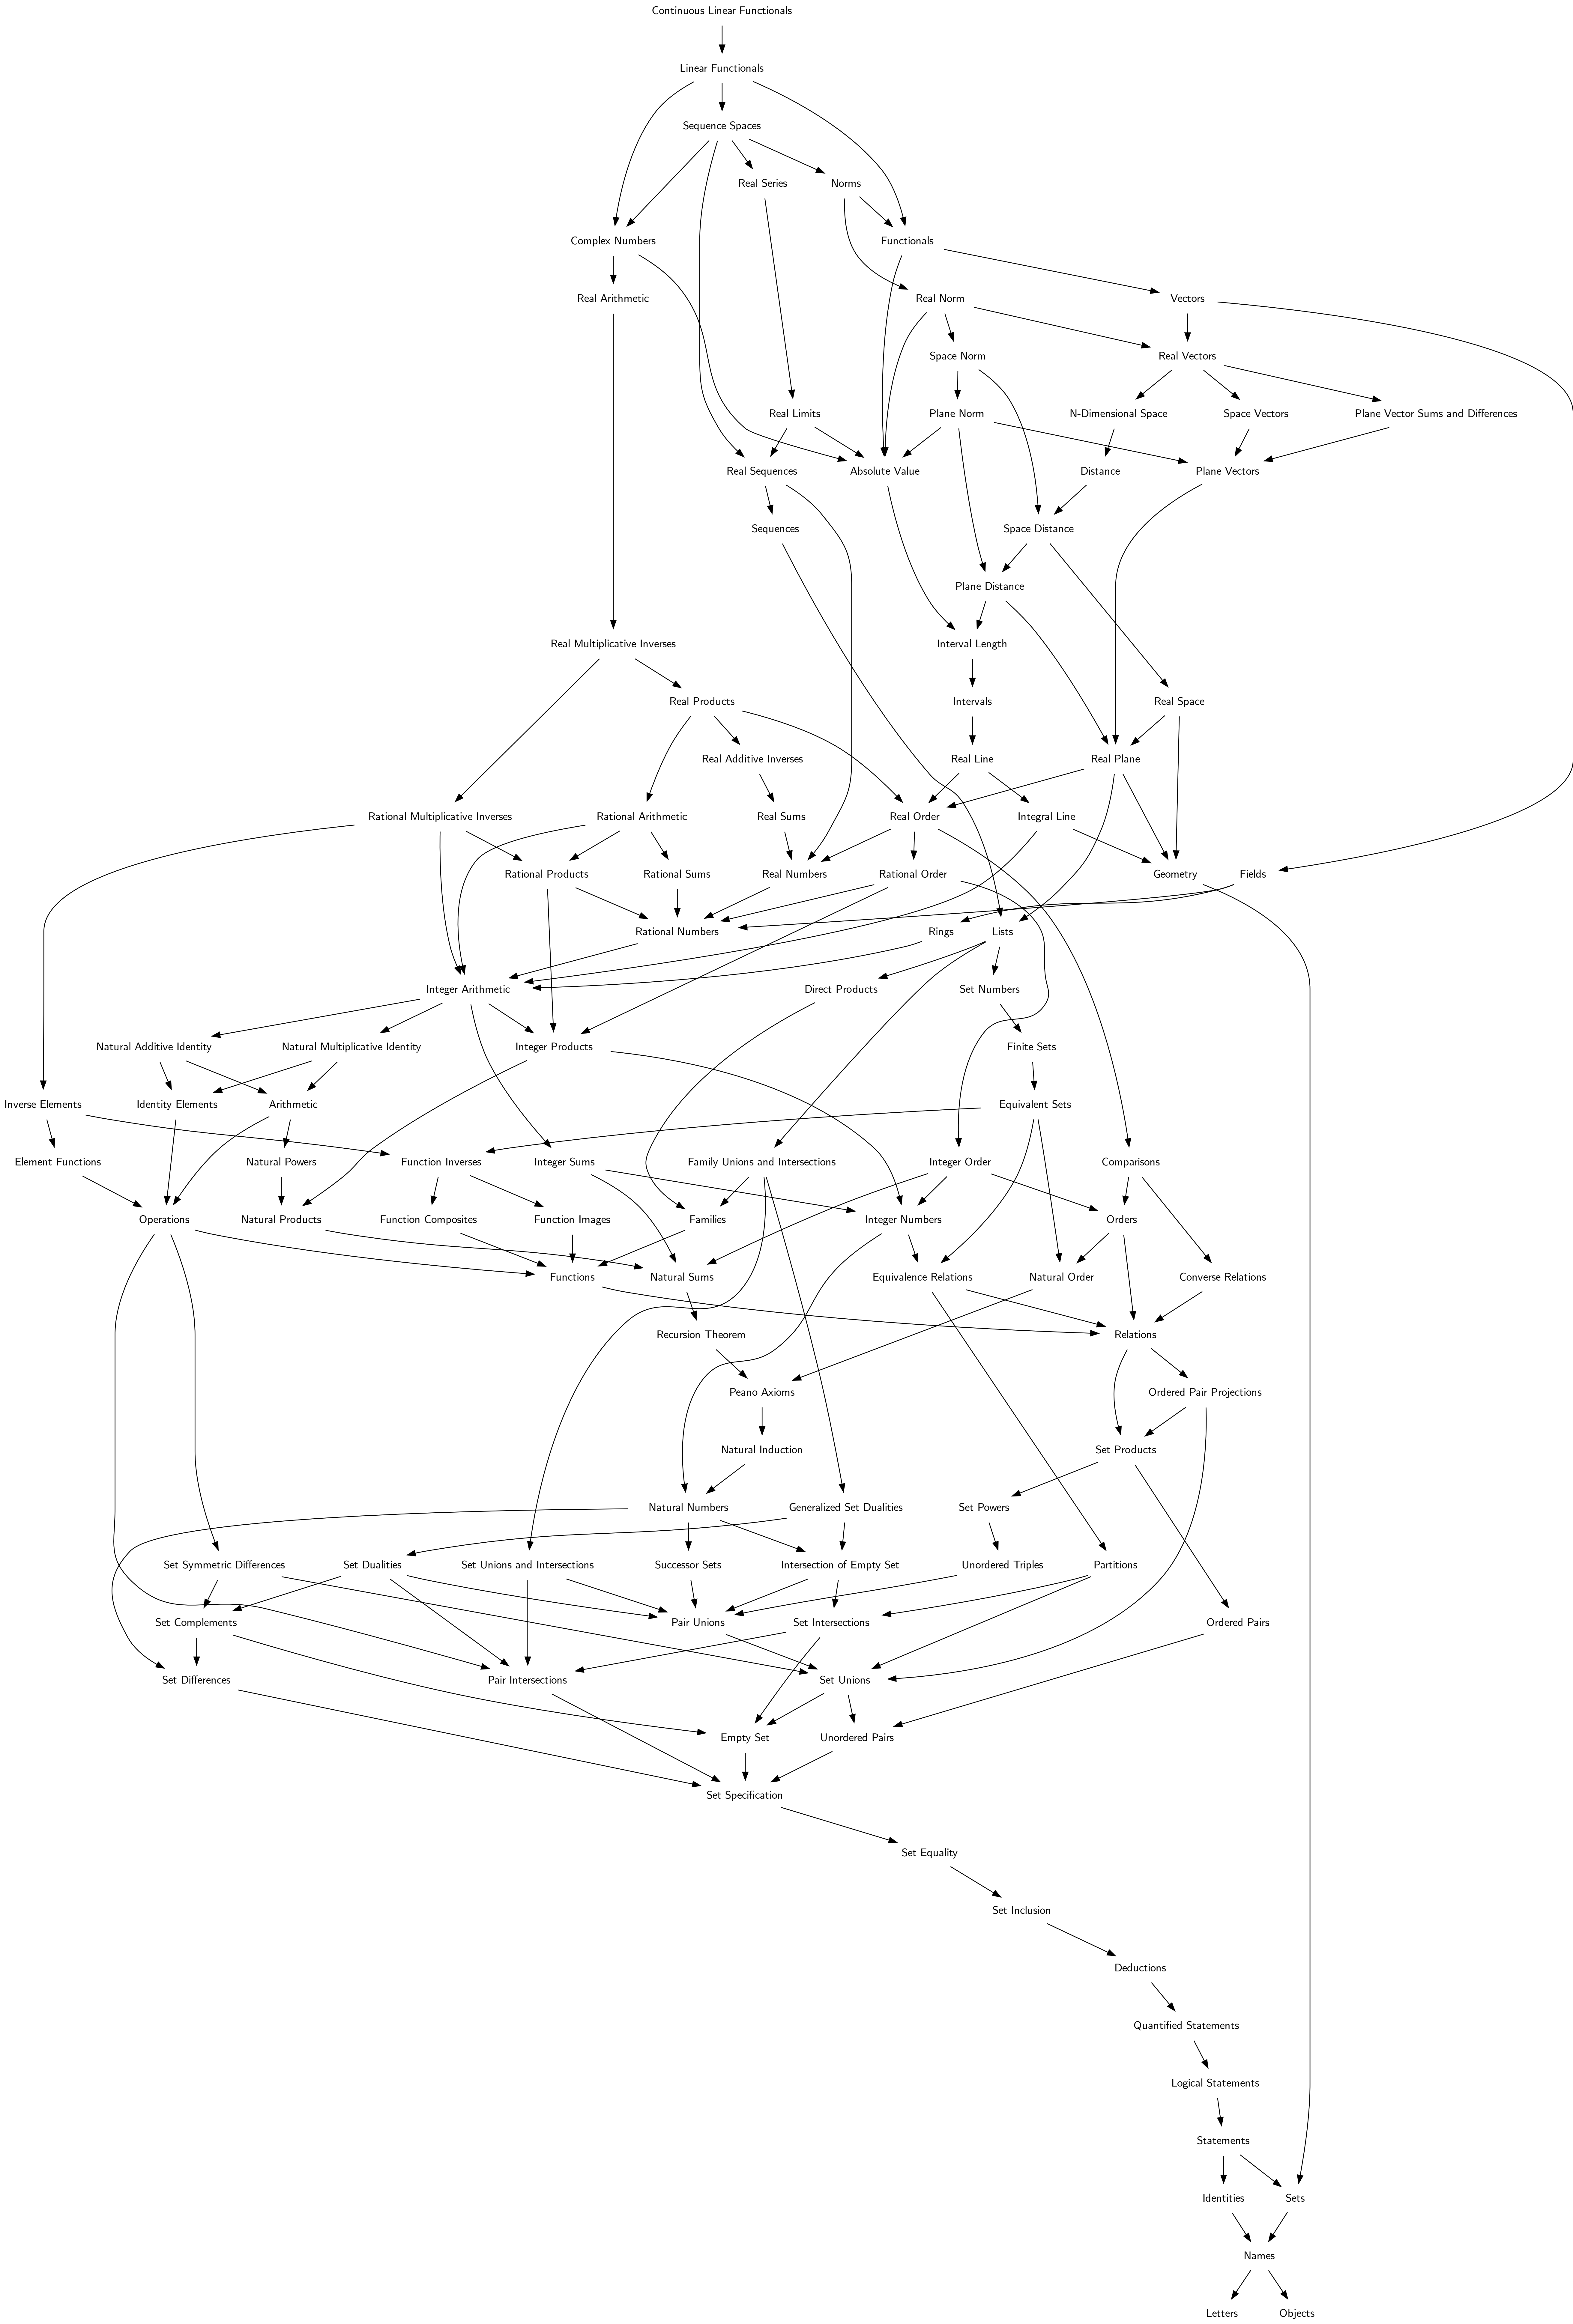 Continuous Linear Functionals
Linear Functionals
Sequence Spaces
Real Series
Norms
Complex Numbers
Functionals
Real Arithmetic
Real Norm
Vectors
Space Norm
Real Vectors
Real Limits
Plane Norm
N-Dimensional Space
Space Vectors
Plane Vector Sums and Differences
Real Sequences
Absolute Value
Distance
Plane Vectors
Sequences
Space Distance
Plane Distance
Real Multiplicative Inverses
Interval Length
Real Products
Intervals
Real Space
Real Additive Inverses
Real Line
Real Plane
Rational Multiplicative Inverses
Rational Arithmetic
Real Sums
Real Order
Integral Line
Rational Products
Rational Sums
Real Numbers
Rational Order
Geometry
Fields
Rational Numbers
Rings
Lists
Integer Arithmetic
Direct Products
Set Numbers
Natural Additive Identity
Natural Multiplicative Identity
Integer Products
Finite Sets
Inverse Elements
Identity Elements
Arithmetic
Equivalent Sets
Element Functions
Natural Powers
Function Inverses
Integer Sums
Family Unions and Intersections
Integer Order
Comparisons
Operations
Natural Products
Function Composites
Function Images
Families
Integer Numbers
Orders
Functions
Natural Sums
Equivalence Relations
Natural Order
Converse Relations
Recursion Theorem
Relations
Peano Axioms
Ordered Pair Projections
Natural Induction
Set Products
Natural Numbers
Generalized Set Dualities
Set Powers
Set Symmetric Differences
Set Dualities
Set Unions and Intersections
Successor Sets
Intersection of Empty Set
Unordered Triples
Partitions
Set Complements
Pair Unions
Set Intersections
Ordered Pairs
Set Differences
Pair Intersections
Set Unions
Empty Set
Unordered Pairs
Set Specification
Set Equality
Set Inclusion
Deductions
Quantified Statements
Logical Statements
Statements
Identities
Sets
Names
Letters
Objects